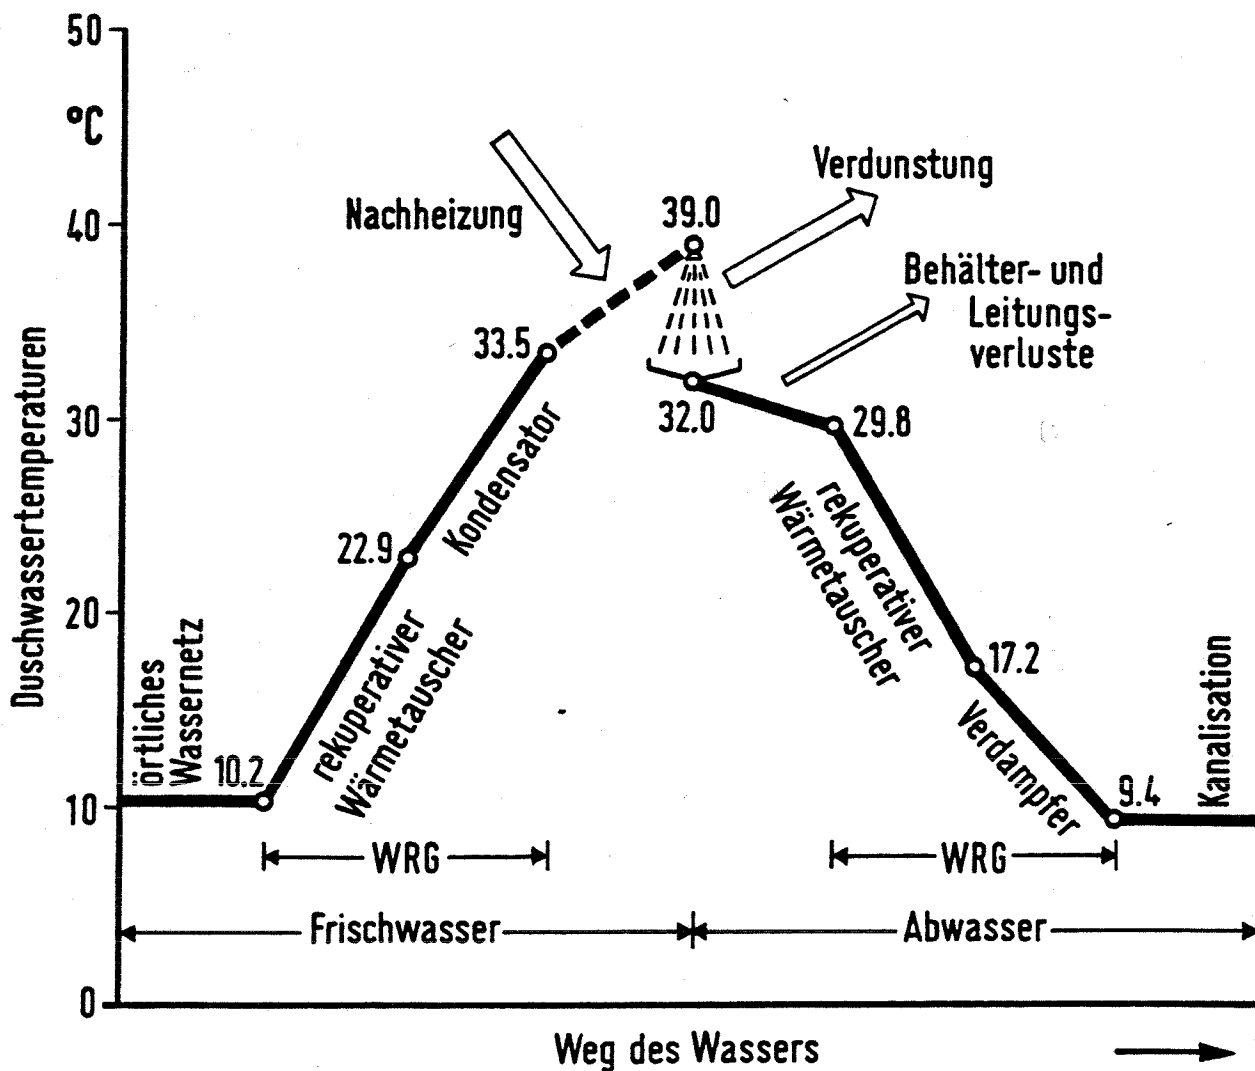 50
°C
Verdunstung
Nachheizung
39.0
40
Behälter- und
Leitungs-
verluste
33.5
32.0
30
29.8
Kondensator
rekuperativer
Wärmetauscher
22.9
20
17.2
Duschwassertemperaturen
örtliches
Wassernetz
10.2
rekuperativer
Wärmetauscher
Verdampfer
9.4
Kanalisation
10
WRG
WRG
Frischwasser
Abwasser
0
Weg des Wassers